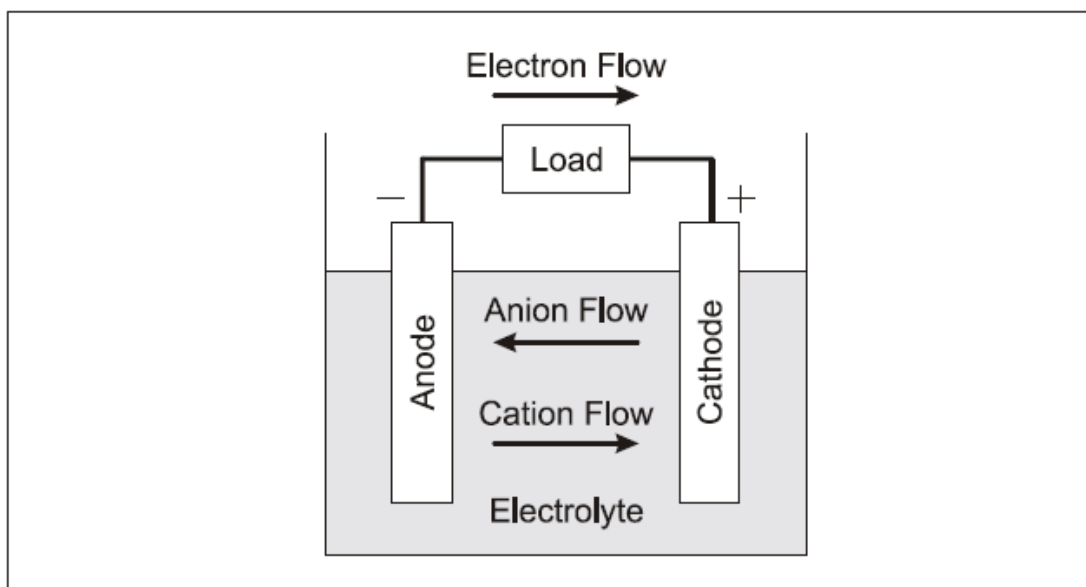 Electron Flow
Load
−
+
Anode
Anion Flow
Cation Flow
Electrolyte
Cathode